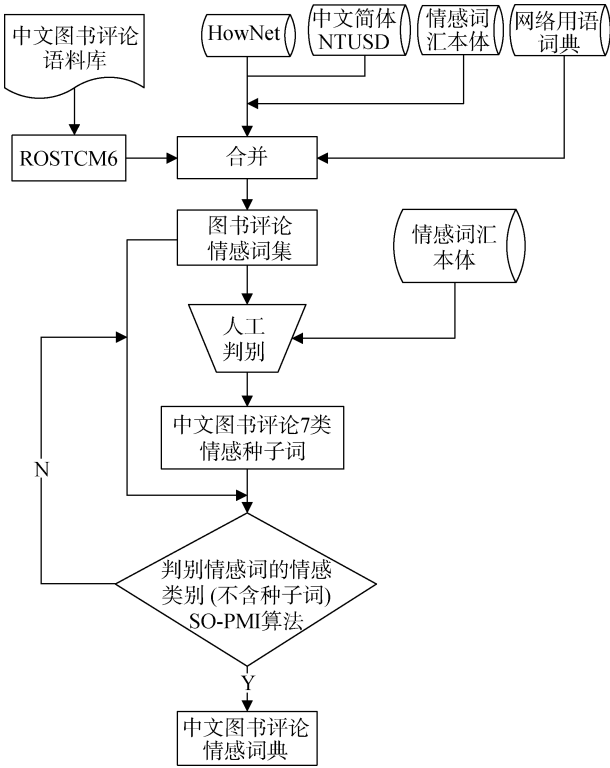 中文图书评论
语料库
HowNet
中文简体
NTUSD
情感词
汇本体
网络用语
词典
ROSTCM6
合并
图书评论
情感词集
情感词汇
本体
人工
判别
中文图书评论7类
情感种子词
N
判别情感词的情感
类别 (不含种子词)
SO-PMI算法
Y
中文图书评论
情感词典